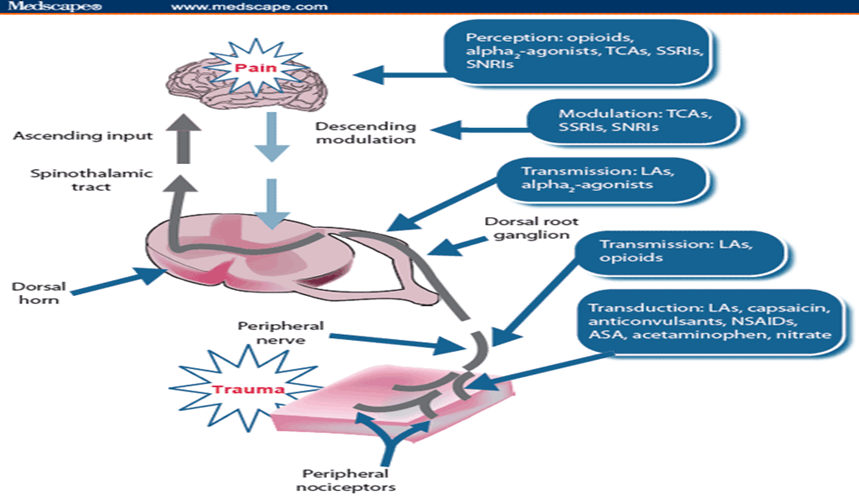 Medscape® www.medscape.com
Perception: opioids,
alpha₂-agonists, TCAs, SSRIs,
SNRIs
Pain
Modulation: TCAs,
SSRIs, SNRIs
Ascending input
Descending
modulation
Spinothalamic
tract
Transmission: LAs,
alpha₂-agonists
Dorsal root
ganglion
Transmission: LAs,
opioids
Dorsal
horn
Transduction: LAs, capsaicin,
anticonvulsants, NSAIDs,
ASA, acetaminophen, nitrate
Peripheral
nerve
Trauma
Peripheral
nociceptors